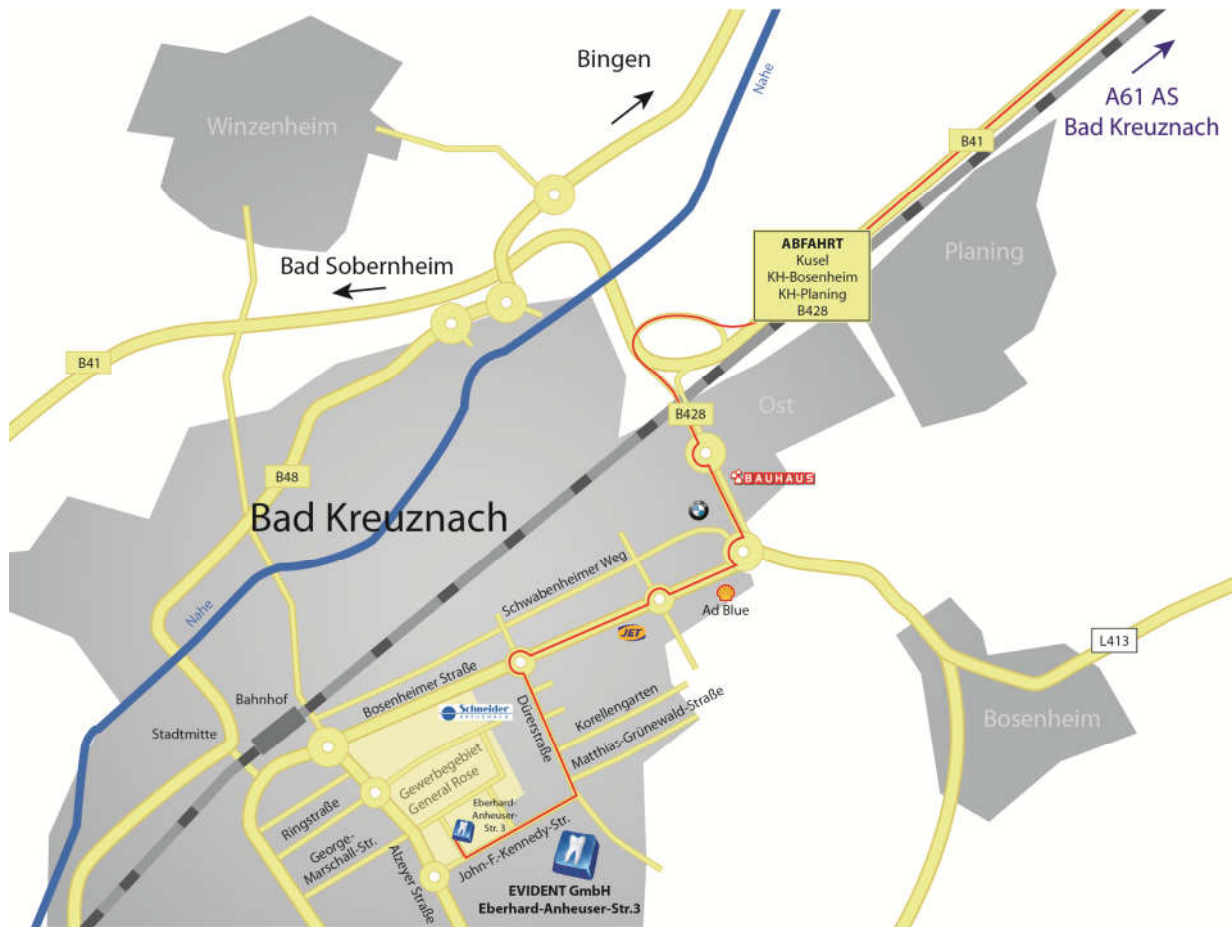 Bingen
Nahe
A61 AS
Bad Kreuznach
Winzenheim
B41
ABFAHRT
Kusel
KH-Bosenheim
KH-Planing
B428
Planing
Bad Sobernheim
B41
Ost
B428
B48
BAUHAUS
Bad Kreuznach
Schwabenheimer Weg
Ad Blue
JET
Nahe
L413
Bosenheimer Straße
Bahnhof
Stadtmitte
Schneider
KREUZNACH
Dürerstraße
Korellengarten
Matthias-Grünewald-Straße
Bosenheim
Gewerbegebiet
General Rose
Ringstraße
Eberhard-
Anheuser-
Str. 3
George-
Marschall-Str.
Alzeyer Straße
John-F.-Kennedy-Str.
EVIDENT GmbH
Eberhard-Anheuser-Str.3